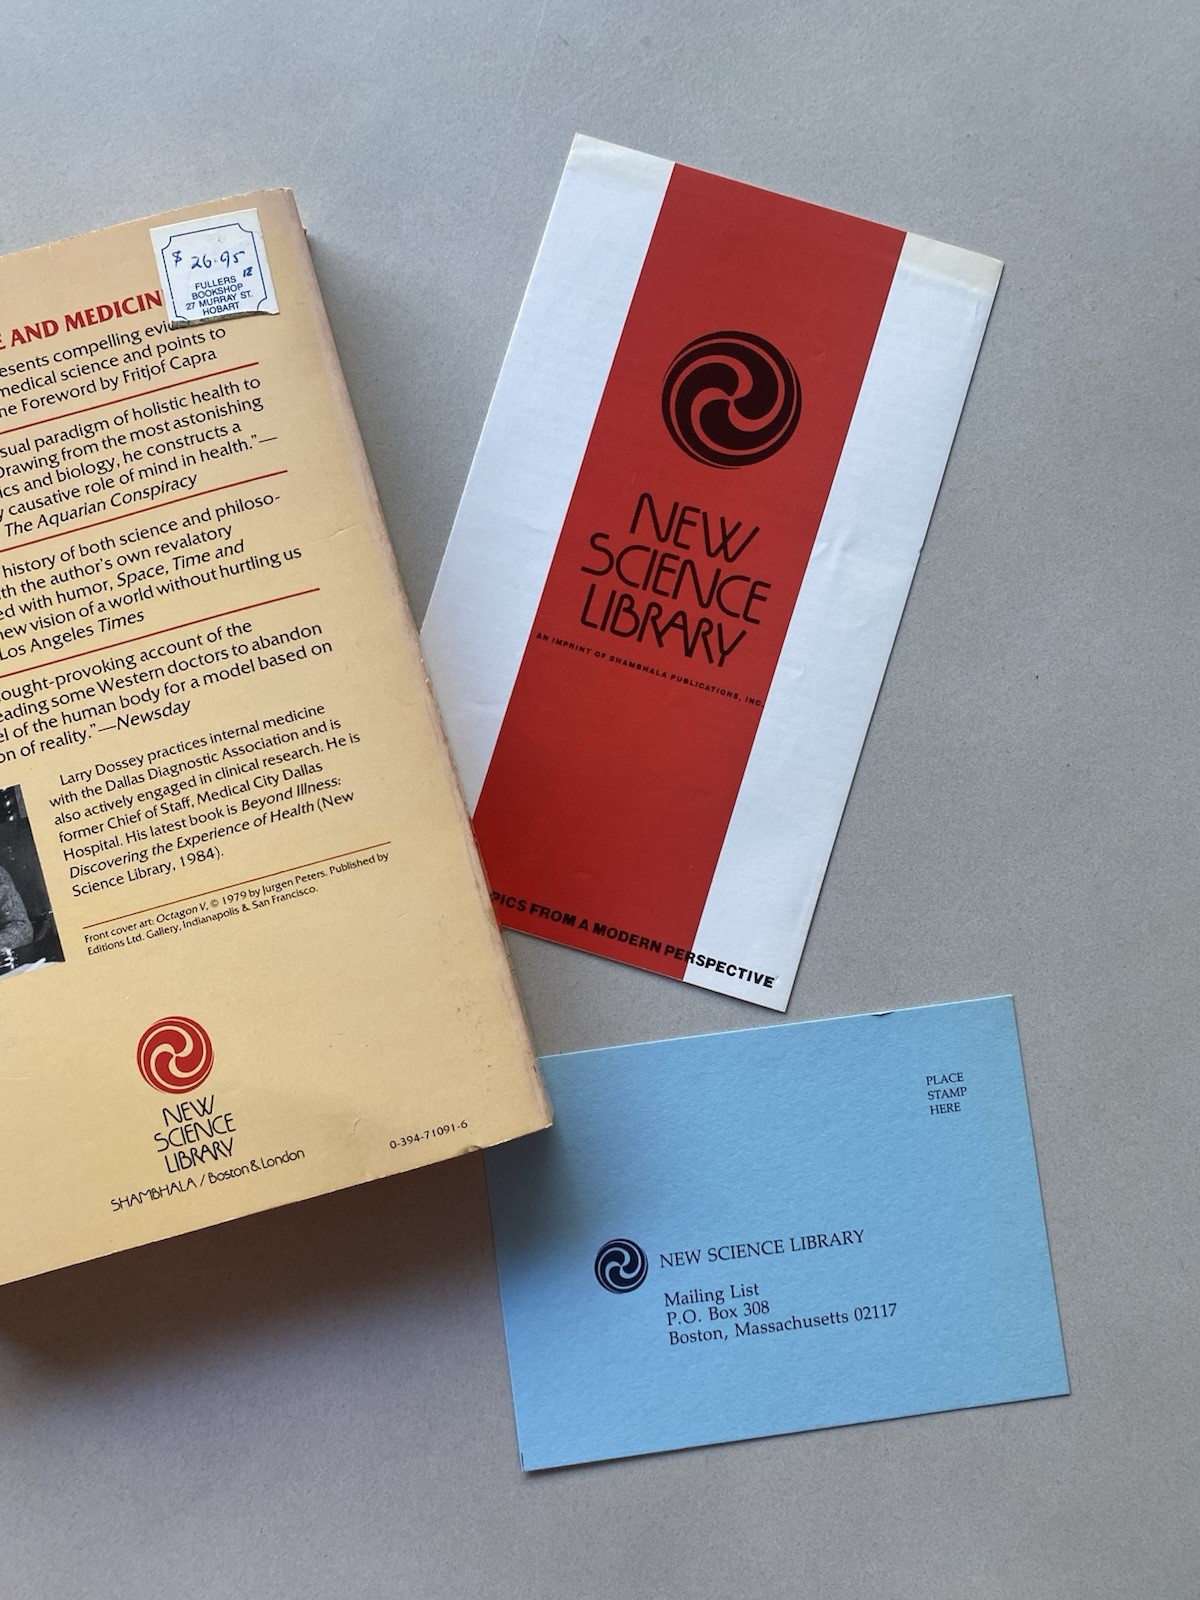 $ 26.95
12
FULLERS
BOOKSHOP
27 MURRAY ST.
HOBART
AND MEDICIN
esents compelling evi
medical science and points to
Foreword by Fritjof Capra
sual paradigm of holistic health to
Drawing from the most astonishing
ics and biology, he constructs a
y causative role of mind in health."—
The Aquarian Conspiracy
history of both science and philoso-
th the author's own revalatory
ed with humor, Space, Time and
new vision of a world without hurtling us
Los Angeles Times
ought-provoking account of the
eading some Western doctors to abandon
el of the human body for a model based on
on of reality."—Newsday
Larry Dossey practices internal medicine
with the Dallas Diagnostic Association and is
also actively engaged in clinical research. He is
former Chief of Staff, Medical City Dallas
Hospital. His latest book is Beyond Illness:
Discovering the Experience of Health (New
Science Library, 1984).
Front cover art: Octagon V, © 1979 by Jurgen Peters. Published by
Editions Ltd. Gallery, Indianapolis & San Francisco.
NEW
SCIENCE
LIBRARY
SHAMBHALA / Boston & London
0-394-71091-6
NEW
SCIENCE
LIBRARY
AN IMPRINT OF SHAMBHALA PUBLICATIONS, INC.
PICS FROM A MODERN PERSPECTIVE
PLACE
STAMP
HERE
NEW SCIENCE LIBRARY
Mailing List
P.O. Box 308
Boston, Massachusetts 02117